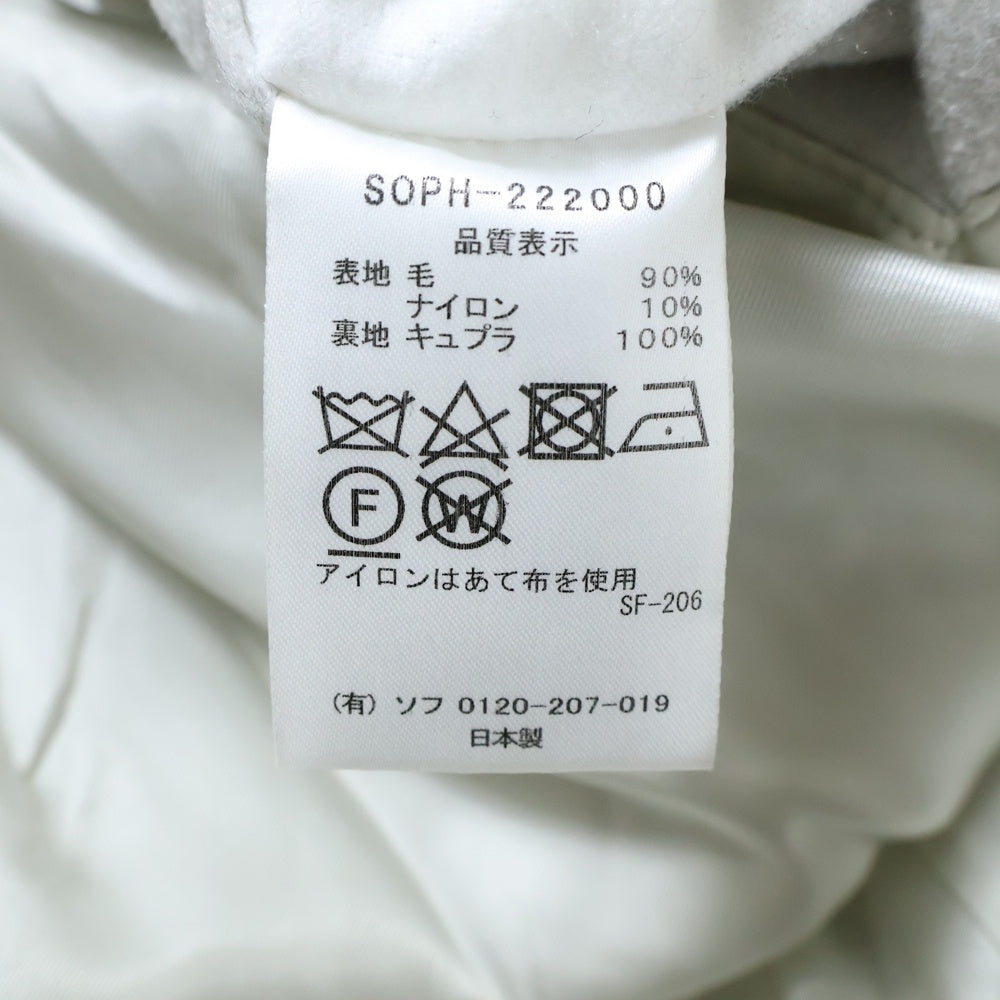 SOPH-222000
品質表示
表地 毛 90%
ナイロン 10%
裏地 キュプラ 100%
F W
アイロンはあて布を使用
SF-206
(有) ソフ 0120-207-019
日本製